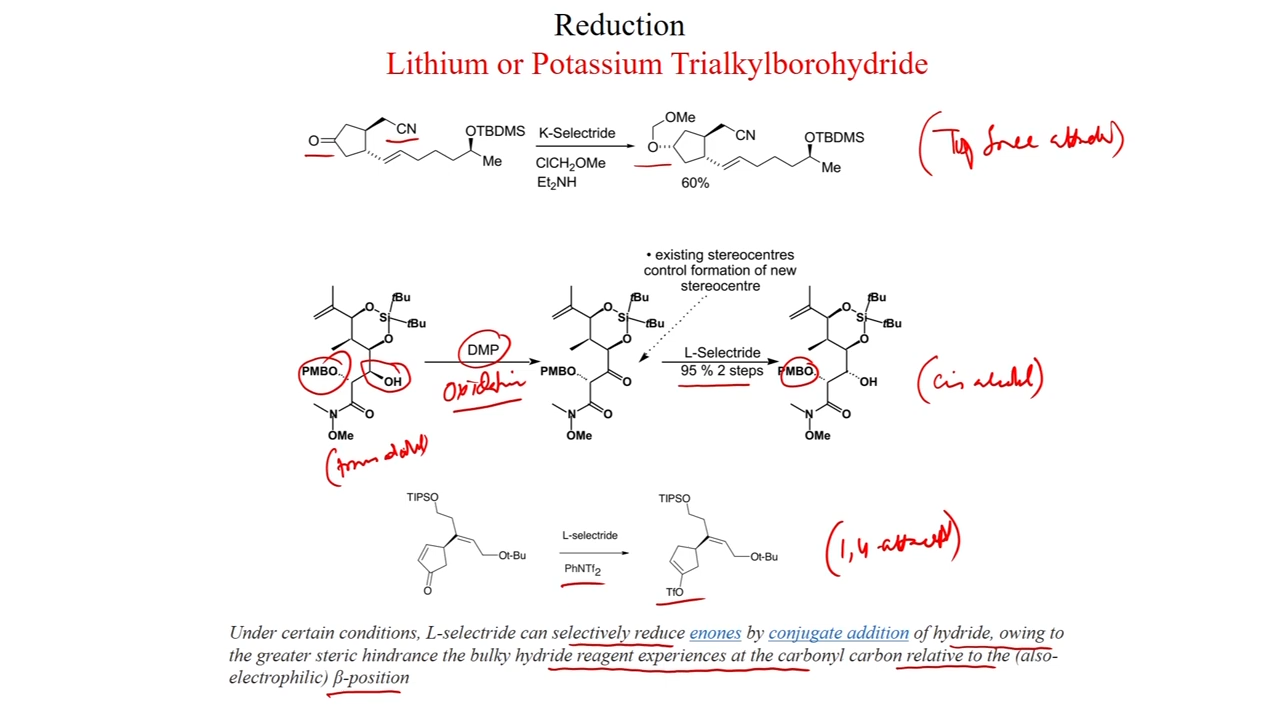 Reduction
Lithium or Potassium Trialkylborohydride
O
CN
OTBDMS
Me
K-Selectride
ClCH₂OMe
Et₂NH
OMe
O
CN
OTBDMS
Me
60%
(Top face attack)
• existing stereocentres
control formation of new
stereocentre
O
tBu
Si
tBu
O
PMBO
OH
N
O
OMe
(trans alcohol)
DMP
Oxidation
O
tBu
Si
tBu
O
PMBO
O
N
O
OMe
L-Selectride
95 % 2 steps
O
tBu
Si
tBu
O
PMBO
OH
N
O
OMe
(cis alcohol)
TIPSO
Ot-Bu
O
L-selectride
PhNTf₂
TIPSO
Ot-Bu
TfO
(1,4-attack)
Under certain conditions, L-selectride can selectively reduce enones by conjugate addition of hydride, owing to
the greater steric hindrance the bulky hydride reagent experiences at the carbonyl carbon relative to the (also-
electrophilic) β-position